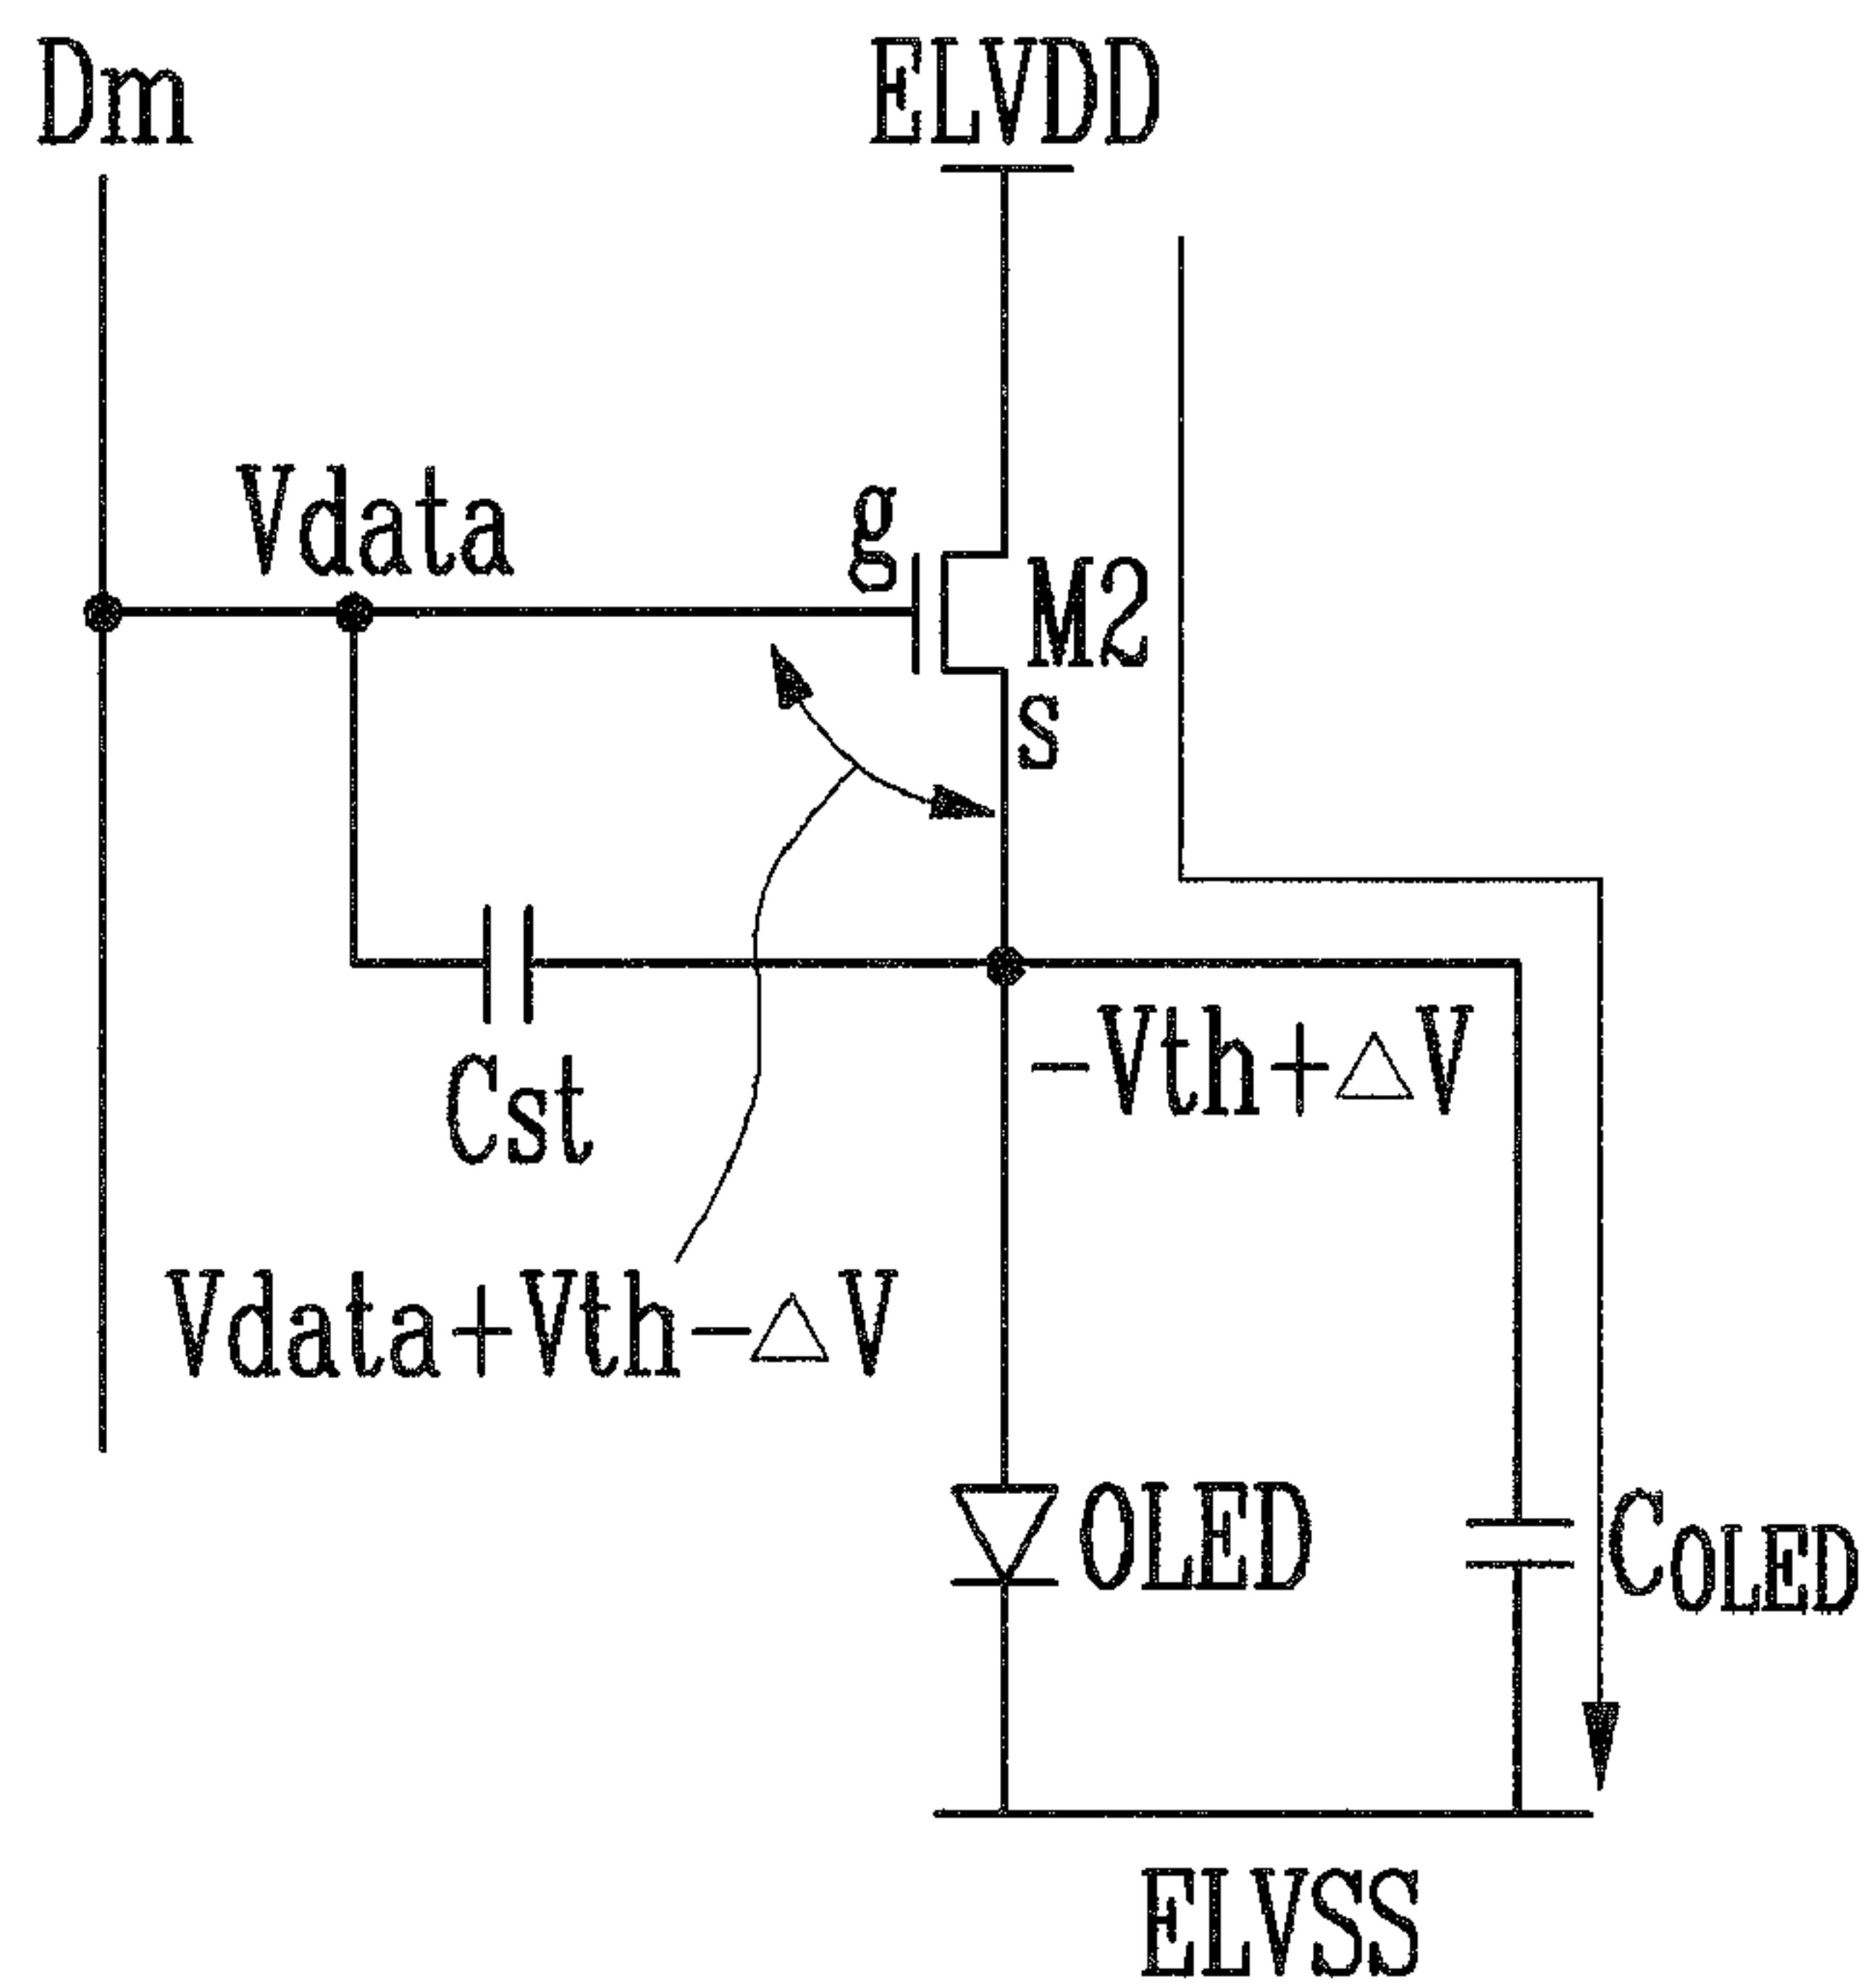 Dm
ELVDD
Vdata
g
M2
s
-Vth+△V
Cst
Vdata+Vth-△V
OLED
COLED
ELVSS